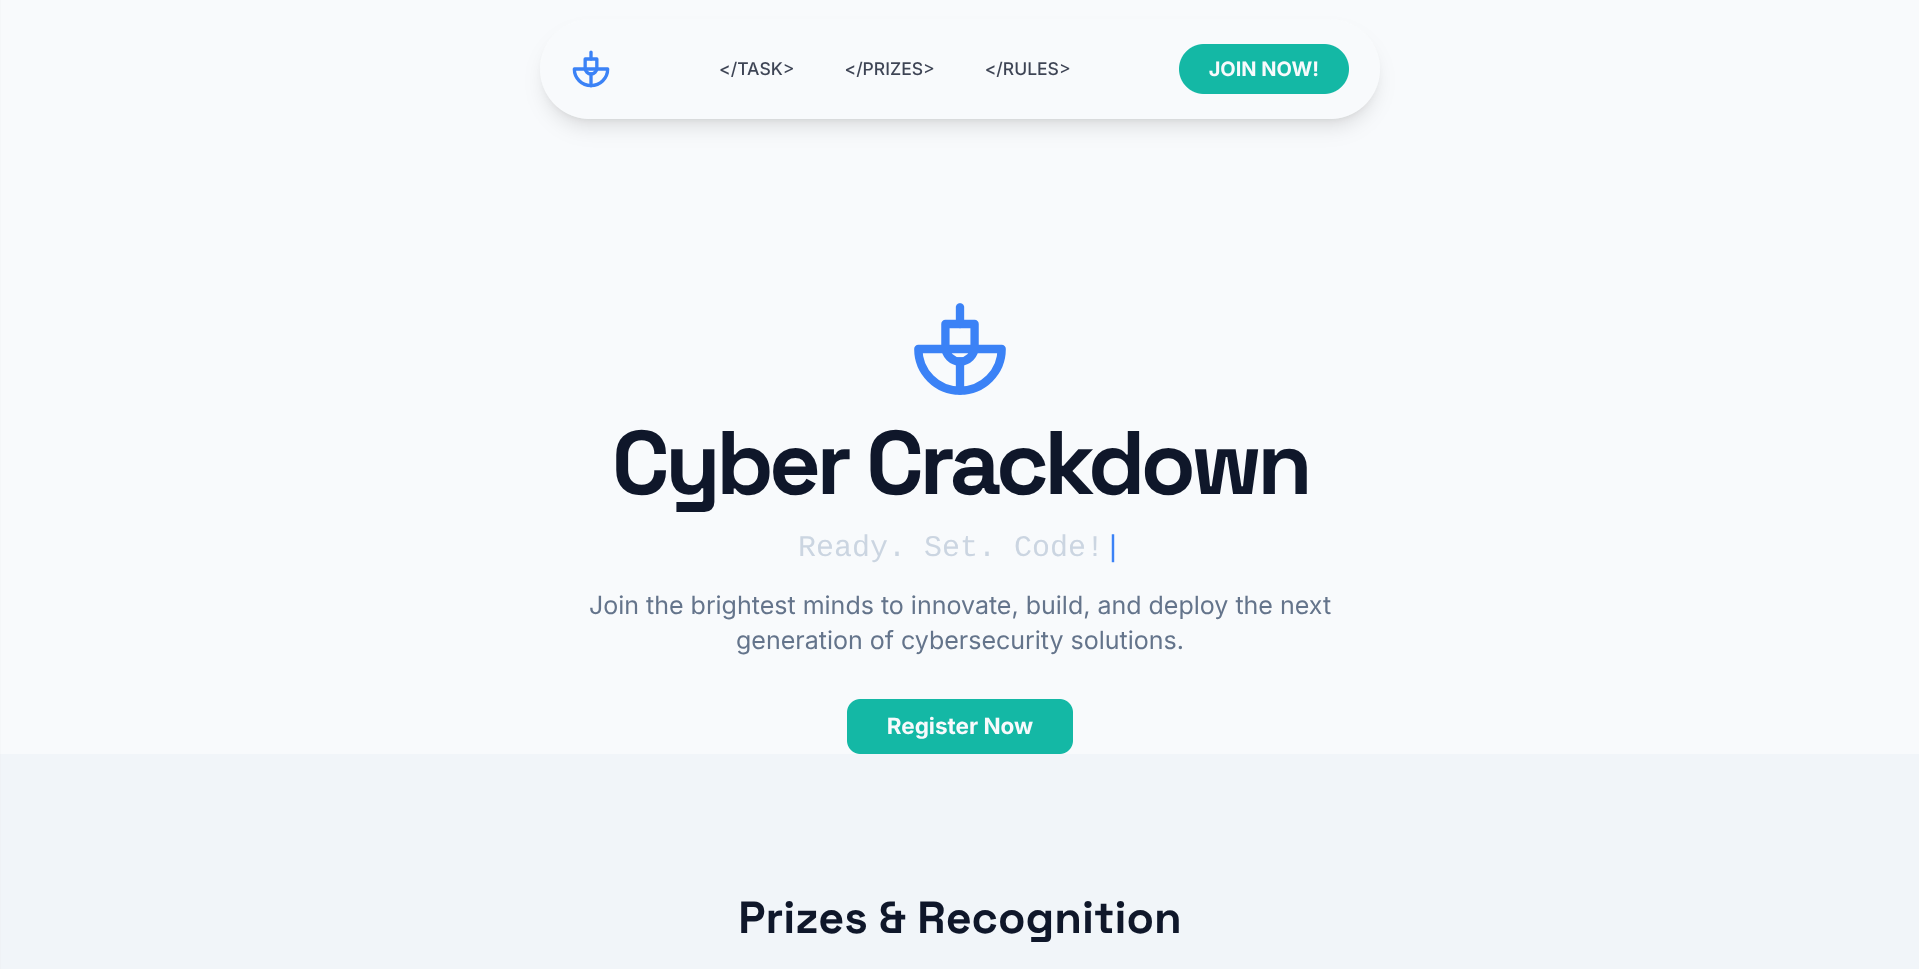 </TASK>
</PRIZES>
</RULES>
JOIN NOW!
Cyber Crackdown
Ready. Set. Code!
Join the brightest minds to innovate, build, and deploy the next
generation of cybersecurity solutions.
Register Now
Prizes & Recognition